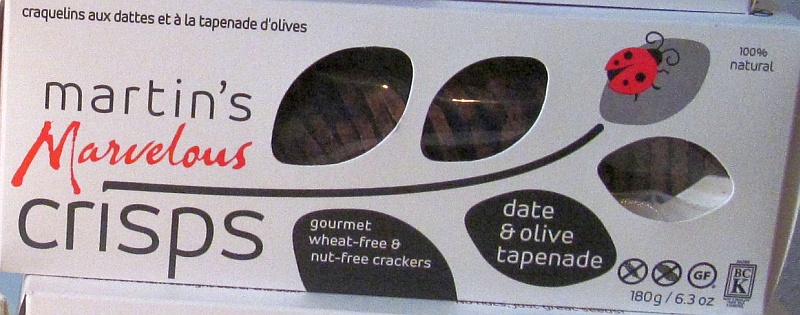 craquelins aux dattes et à la tapenade d'olives
100%
natural
martin's
Marvelous
crisps
gourmet
wheat-free &
nut-free crackers
date
& olive
tapenade
GF
BC
K
180g / 6.3 oz